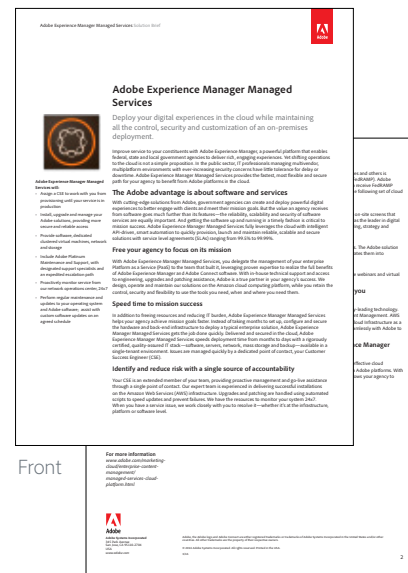 Adobe Experience Manager Managed Services Solution Brief
Adobe
Adobe Experience Manager Managed
Services
Deploy your digital experiences in the cloud while maintaining
all the control, security and customization of an on-premises
deployment.
Improve service to your constituents with Adobe Experience Manager, a powerful platform that enables
federal, state and local government agencies to deliver rich, engaging experiences. Yet shifting operations
to the cloud is not a simple proposition in the public sector, IT professionals managing multivendor,
multiplatform environments with ever-increasing security concerns have little tolerance for delay or
downtime. Adobe Experience Manager Managed Services provides the fastest, most flexible and secure
path for your agency to benefit from Adobe platforms in the cloud.
Adobe Experience Manager Managed
Services will:
Assign a CSE to work with you from
provisioning until your service is in
production
Install, upgrade and manage your
Adobe solutions, providing more
secure and reliable access
Provide software, dedicated
clustered virtual machines, network
and storage
Include Adobe Platinum
Maintenance and Support, with
designated support specialists and
an expedited escalation path
Proactively monitor service from
our network operations center, 24x7
Perform regular maintenance and
updates to your operating system
and Adobe software, assist with
custom software updates on an
agreed schedule
The Adobe advantage is about software and services
With cutting-edge solutions from Adobe, government agencies can create and deploy powerful digital
experiences to better engage with clients and meet their mission goals. But the value an agency receives
from software goes much further than its features—the reliability, scalability and security of software
services are equally important. And getting the software up and running in a timely fashion is critical to
mission success. Adobe Experience Manager Managed Services fully leverages the cloud with intelligent
API-driven, smart automation to quickly provision, launch and maintain reliable, scalable and secure
solutions with service level agreements (SLAs) ranging from 99.5% to 99.99%.
Free your agency to focus on its mission
With Adobe Experience Manager Managed Services, you delegate the management of your enterprise
Platform as a Service (PaaS) to the team that built it, leveraging proven expertise to realize the full benefits
of Adobe Experience Manager or Adobe Connect software. With in-house technical support and access
to engineering, upgrades and patching assistance, Adobe is a true partner in your agency's success. We
design, operate and maintain our solutions on the Amazon cloud computing platform, while you retain the
control, security and flexibility to use the tools you need, when and where you need them.
Speed time to mission success
In addition to freeing resources and reducing IT burden, Adobe Experience Manager Managed Services
helps your agency achieve mission goals faster. Instead of taking months to set up, configure and secure
the hardware and back-end infrastructure to deploy a typical enterprise solution, Adobe Experience
Manager Managed Services gets the job done quickly. Delivered and secured in the cloud, Adobe
Experience Manager Managed Services speeds deployment time from months to days with a rigorously
certified, quality-assured IT stack—software, servers, network, mass storage and backup—available in a
single-tenant environment. Issues are managed quickly by a dedicated point of contact, your Customer
Success Engineer (CSE).
Identify and reduce risk with a single source of accountability
Your CSE is an extended member of your team, providing proactive management and go-live assistance
through a single point of contact. Our expert team is experienced in delivering successful installations
on the Amazon Web Services (AWS) infrastructure. Upgrades and patching are handled using automated
scripts to speed updates and prevent failures. We have the resources to monitor your system 24x7.
When you have a service issue, we work closely with you to resolve it—whether it's at the infrastructure,
platform or software level.
Front
For more information
www.adobe.com/marketing-
cloud/enterprise-content-
management/
managed-services-cloud-
platform.html
Adobe
Adobe Systems Incorporated
345 Park Avenue
San Jose, CA 95110-2704
USA
www.adobe.com
2